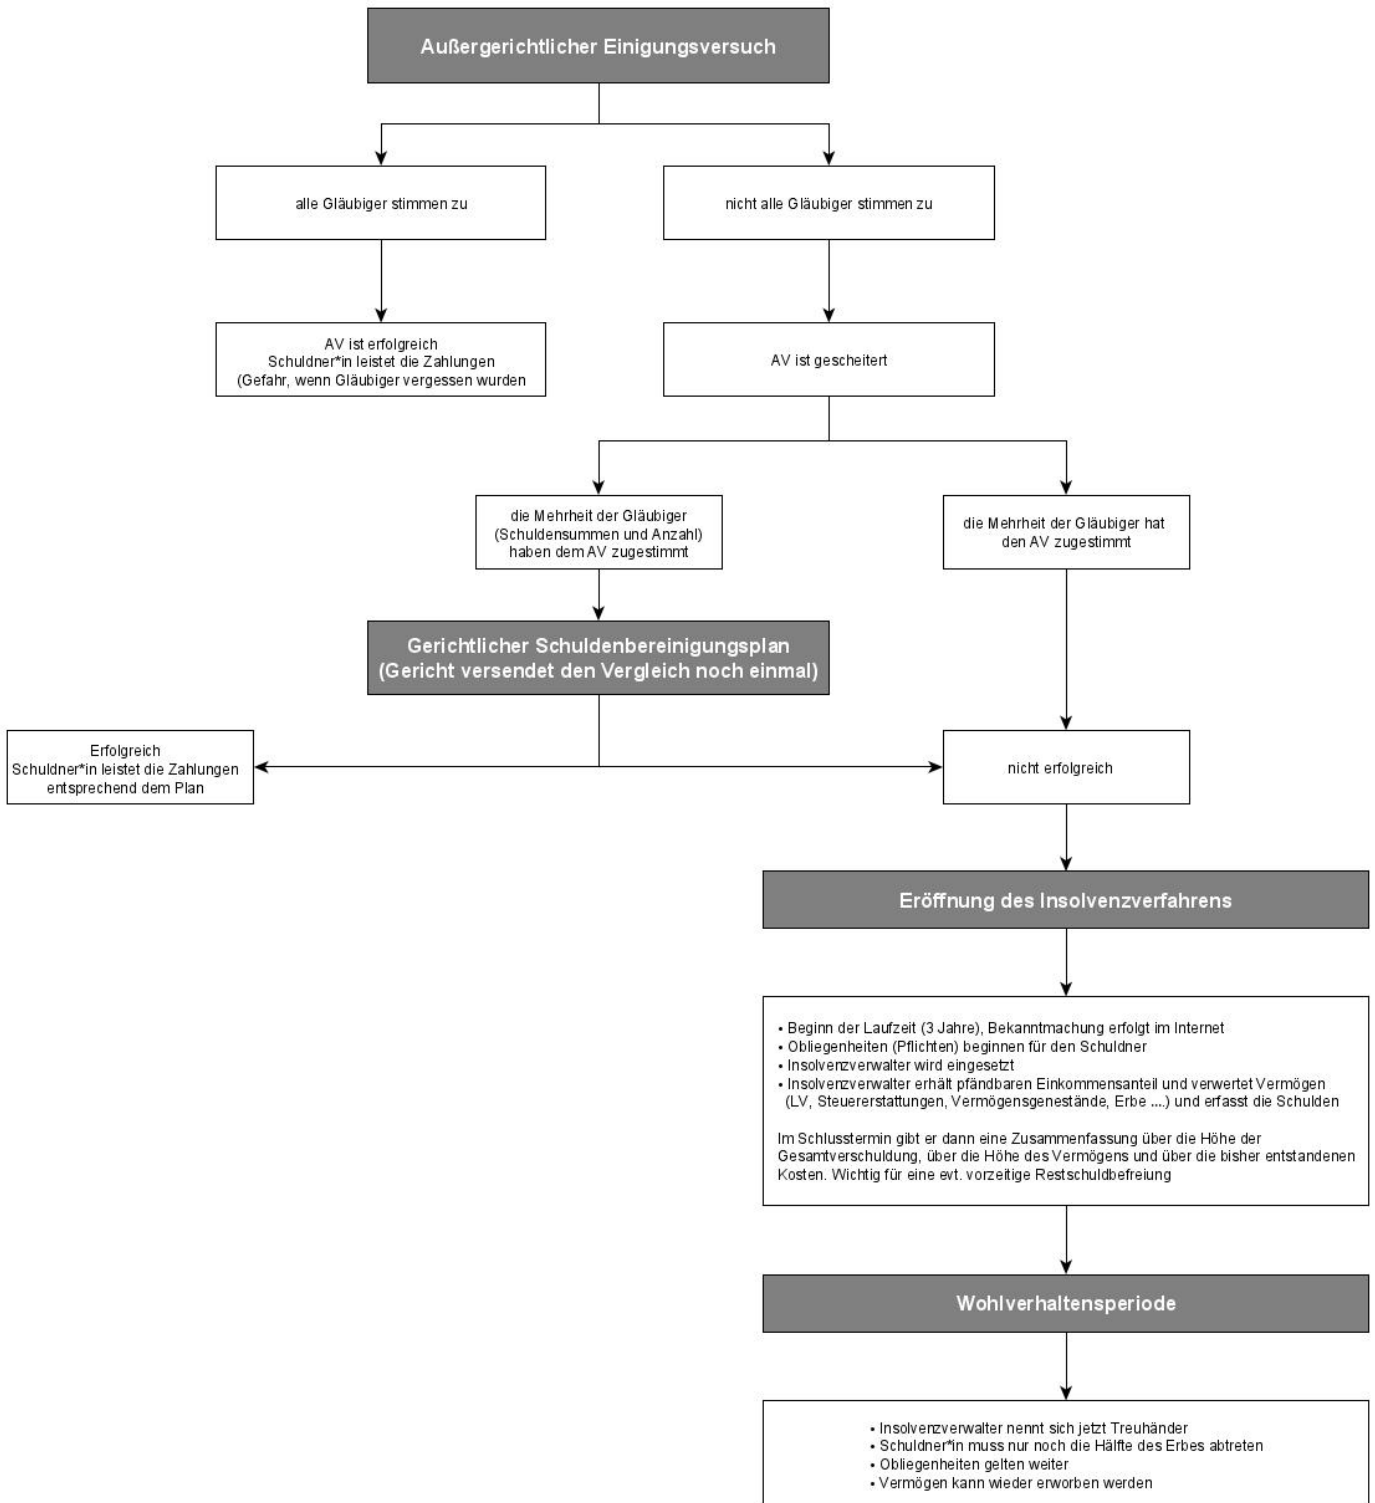 Außergerichtlicher Einigungsversuch
alle Gläubiger stimmen zu
nicht alle Gläubiger stimmen zu
AV ist erfolgreich
Schuldner*in leistet die Zahlungen
(Gefahr, wenn Gläubiger vergessen wurden
AV ist gescheitert
die Mehrheit der Gläubiger
(Schuldensummen und Anzahl)
haben dem AV zugestimmt
die Mehrheit der Gläubiger hat
den AV zugestimmt
Gerichtlicher Schuldenbereinigungsplan
(Gericht versendet den Vergleich noch einmal)
Erfolgreich
Schuldner*in leistet die Zahlungen
entsprechend dem Plan
nicht erfolgreich
Eröffnung des Insolvenzverfahrens
• Beginn der Laufzeit (3 Jahre), Bekanntmachung erfolgt im Internet
• Obliegenheiten (Pflichten) beginnen für den Schuldner
• Insolvenzverwalter wird eingesetzt
• Insolvenzverwalter erhält pfändbaren Einkommensanteil und verwertet Vermögen
(LV, Steuererstattungen, Vermögensgenestände, Erbe ....) und erfasst die Schulden
Im Schlusstermin gibt er dann eine Zusammenfassung über die Höhe der
Gesamtverschuldung, über die Höhe des Vermögens und über die bisher entstandenen
Kosten. Wichtig für eine evt. vorzeitige Restschuldbefreiung
Wohlverhaltensperiode
• Insolvenzverwalter nennt sich jetzt Treuhänder
• Schuldner*in muss nur noch die Hälfte des Erbes abtreten
• Obliegenheiten gelten weiter
• Vermögen kann wieder erworben werden